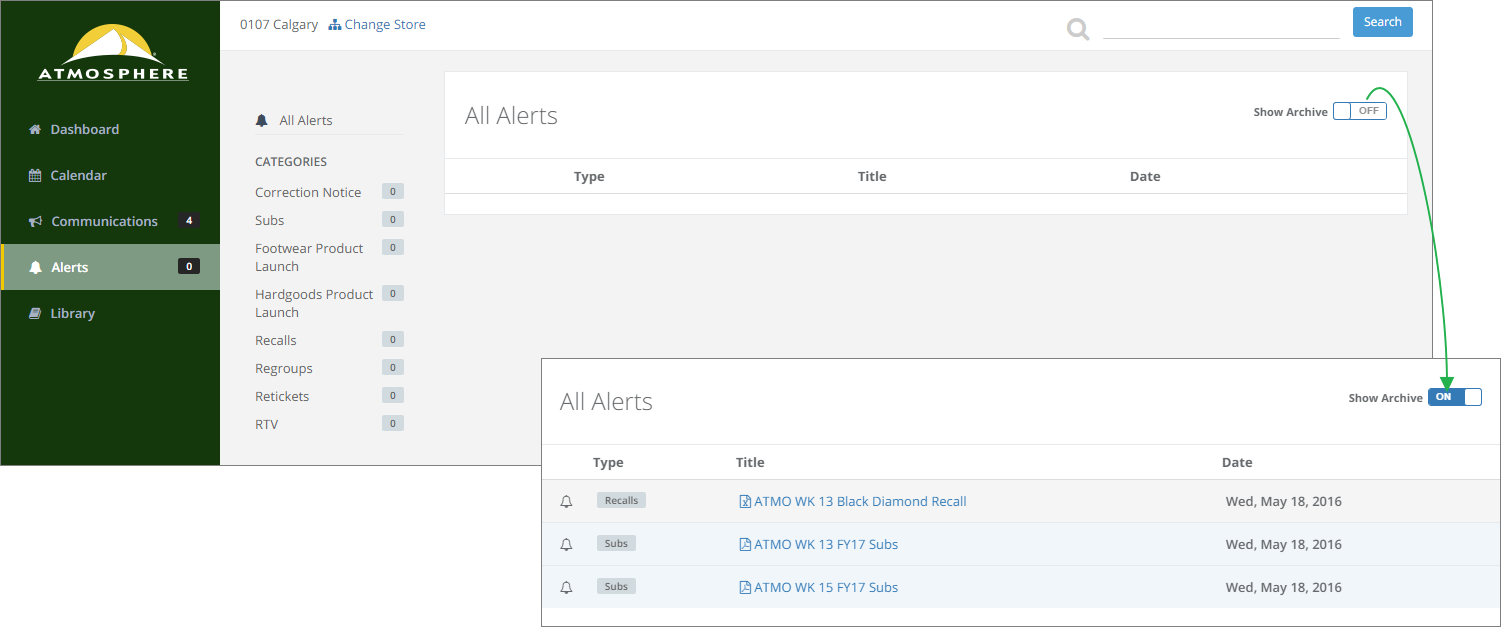 0107 Calgary Change Store
Search
ATMOSPHERE
Dashboard
Calendar
Communications 4
Alerts 0
Library
All Alerts
CATEGORIES
Correction Notice 0
Subs 0
Footwear Product 0
Launch
Hardgoods Product 0
Launch
Recalls 0
Regroups 0
Retickets 0
RTV 0
All Alerts
Show Archive OFF
Type Title Date
All Alerts
Show Archive ON
Type Title Date
Recalls ATMO WK 13 Black Diamond Recall Wed, May 18, 2016
Subs ATMO WK 13 FY17 Subs Wed, May 18, 2016
Subs ATMO WK 15 FY17 Subs Wed, May 18, 2016